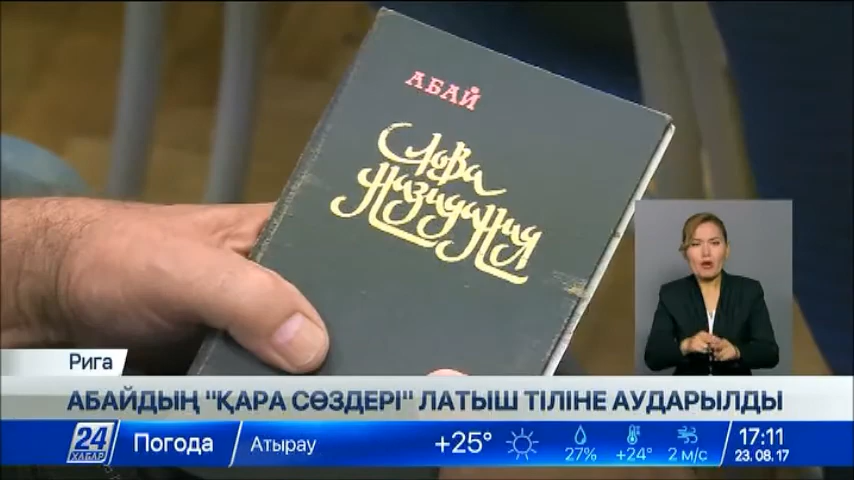 АБАЙ
Слова
Назидания
Рига
АБАЙДЫҢ "ҚАРА СӨЗДЕРІ" ЛАТЫШ ТІЛІНЕ АУДАРЫЛДЫ
24
ХАБАР
Погода
Атырау
+25°
27%
+24°
2 м/с
17:11
23.08.17